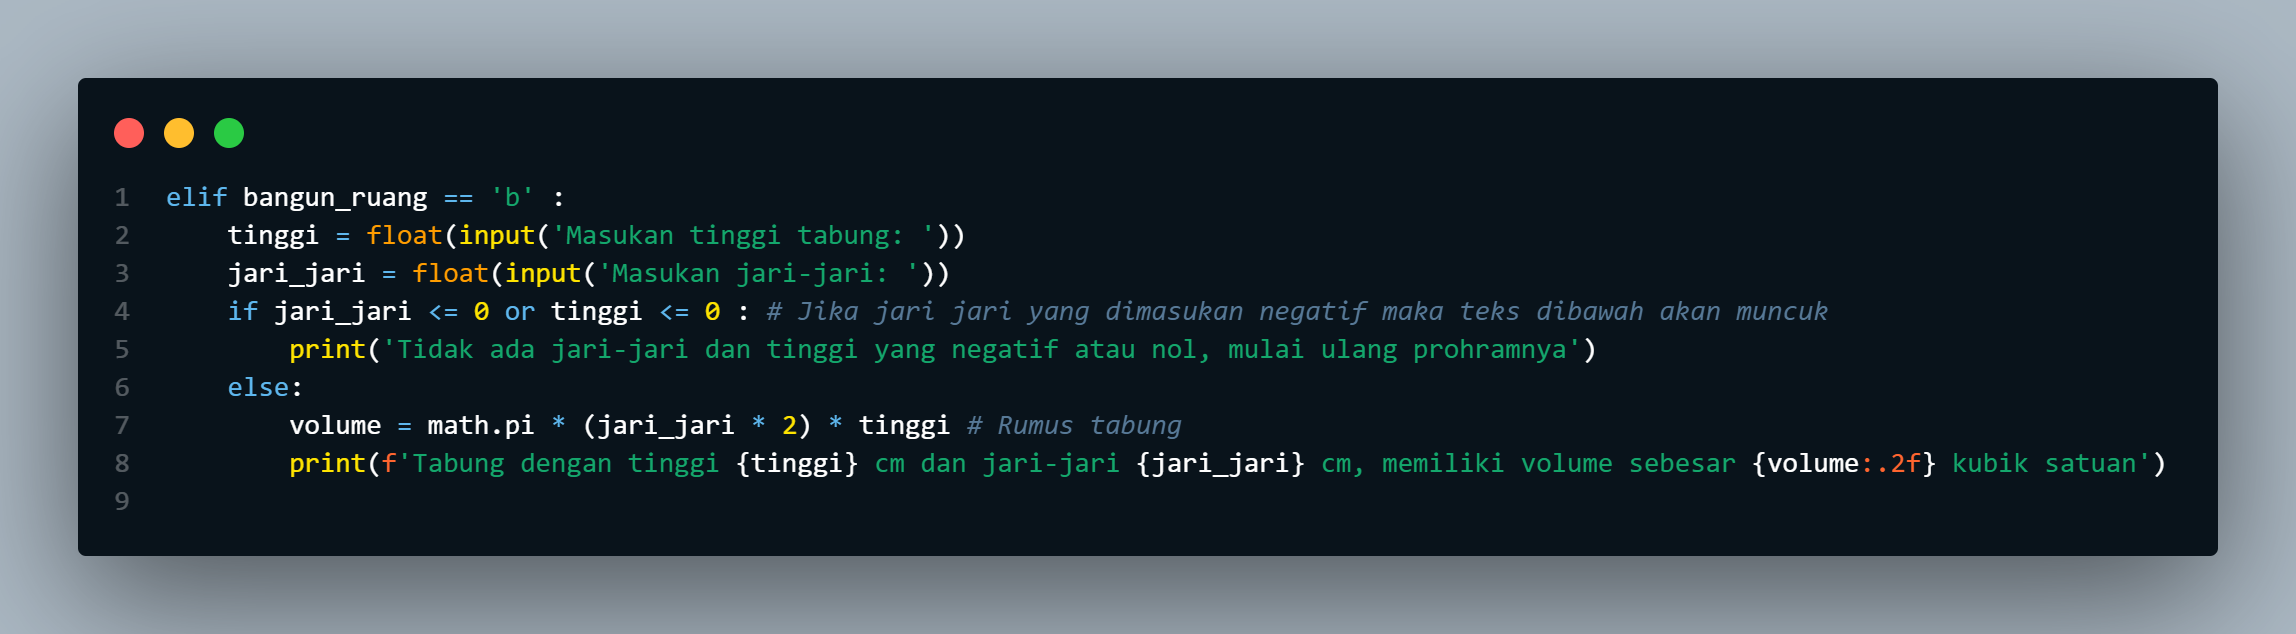 1 elif bangun_ruang == 'b' :
2     tinggi = float(input('Masukan tinggi tabung: '))
3     jari_jari = float(input('Masukan jari-jari: '))
4     if jari_jari <= 0 or tinggi <= 0 : # Jika jari jari yang dimasukan negatif maka teks dibawah akan muncuk
5         print('Tidak ada jari-jari dan tinggi yang negatif atau nol, mulai ulang prohramnya')
6     else:
7         volume = math.pi * (jari_jari * 2) * tinggi # Rumus tabung
8         print(f'Tabung dengan tinggi {tinggi} cm dan jari-jari {jari_jari} cm, memiliki volume sebesar {volume:.2f} kubik satuan')
9